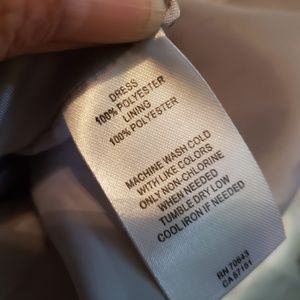 DRESS
100% POLYESTER
LINING
100% POLYESTER
MACHINE WASH COLD
WITH LIKE COLORS
ONLY NON-CHLORINE
WHEN NEEDED
TUMBLE DRY LOW
COOL IRON IF NEEDED
RN 70643
CA 57151